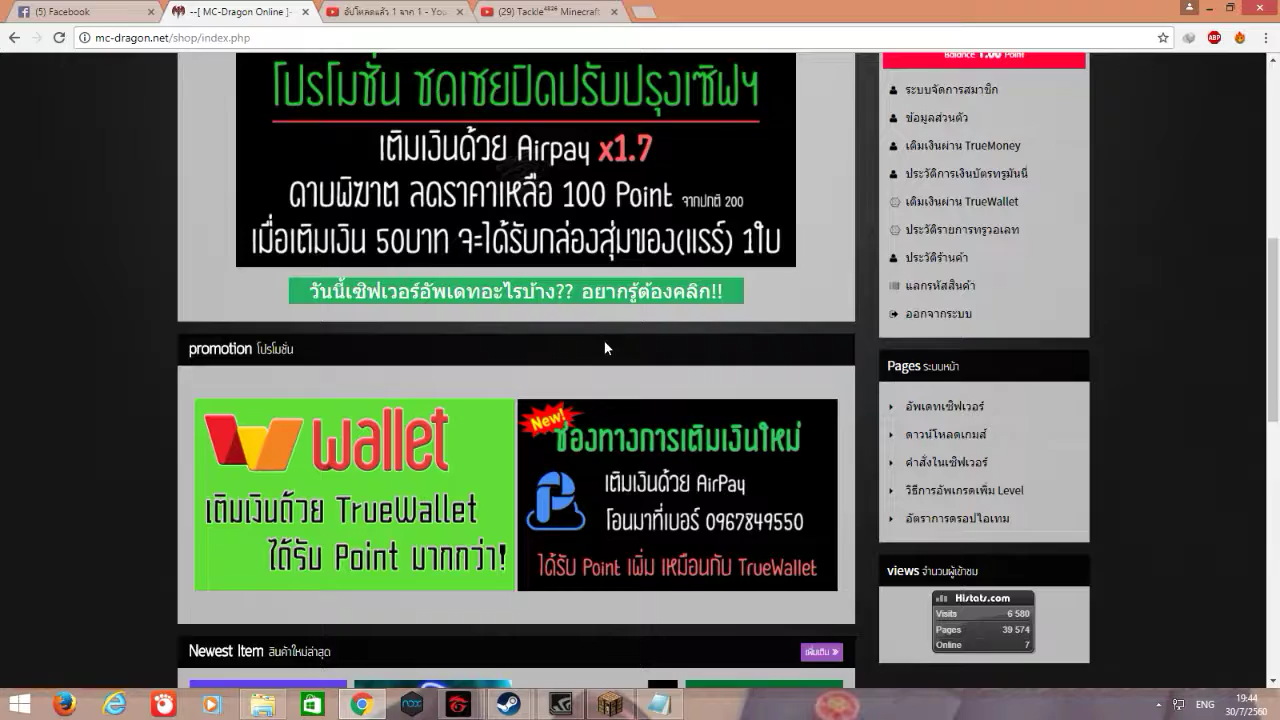 (5) Facebook
--[ MC-Dragon Online ]-
อัปโหลดแล้ว 1 จาก 1 - You
(29) Tackle⁴⁸²⁶ Minecraft
mc-dragon.net/shop/index.php
ABP
โปรโมชั่น ชดเชยปิดปรับปรุงเซิฟฯ
เติมเงินด้วย Airpay x1.7
ดาบพิฆาต ลดราคาเหลือ 100 Point จากปกติ 200
เมื่อเติมเงิน 50บาท จะได้รับกล่องสุ่มของ(แรร์) 1ใบ
วันนี้เซิฟเวอร์อัพเดทอะไรบ้าง?? อยากรู้ต้องคลิก!!
promotion โปรโมชั่น
wallet
เติมเงินด้วย TrueWallet
ได้รับ Point มากกว่า!
New!
ช่องทางการเติมเงินใหม่
เติมเงินด้วย AirPay
โอนมาที่เบอร์ 0967849550
ได้รับ Point เพิ่ม เหมือนกับ TrueWallet
Newest Item สินค้าใหม่ล่าสุด
เพิ่มเติม »
Balance 1.00 Point
ระบบจัดการสมาชิก
ข้อมูลส่วนตัว
เติมเงินผ่าน TrueMoney
ประวัติการเงินบัตรทรูมันนี่
เติมเงินผ่าน TrueWallet
ประวัติรายการทรูวอเลท
ประวัติร้านค้า
แลกรหัสสินค้า
ออกจากระบบ
Pages ระบบหน้า
อัพเดทเซิฟเวอร์
ดาวน์โหลดเกมส์
คำสั่งในเซิฟเวอร์
วิธีการอัพเกรดเพิ่ม Level
อัตราการดรอปไอเทม
views จำนวนผู้เข้าชม
Histats.com
Visits 6 580
Pages 39 574
Online 7
nox
ENG
19:44
30/7/2560